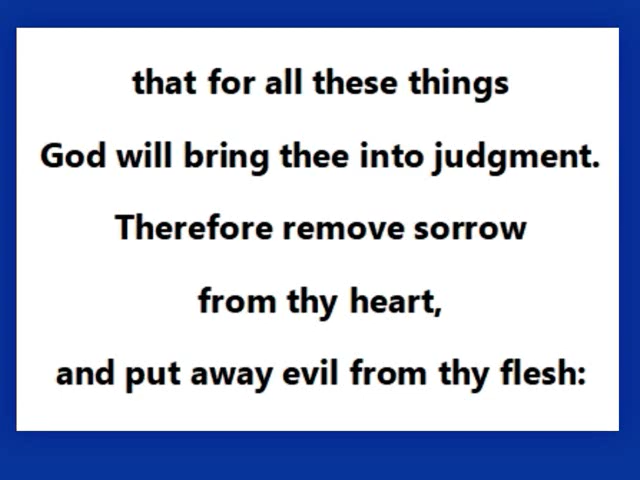 that for all these things
God will bring thee into judgment.
Therefore remove sorrow
from thy heart,
and put away evil from thy flesh: